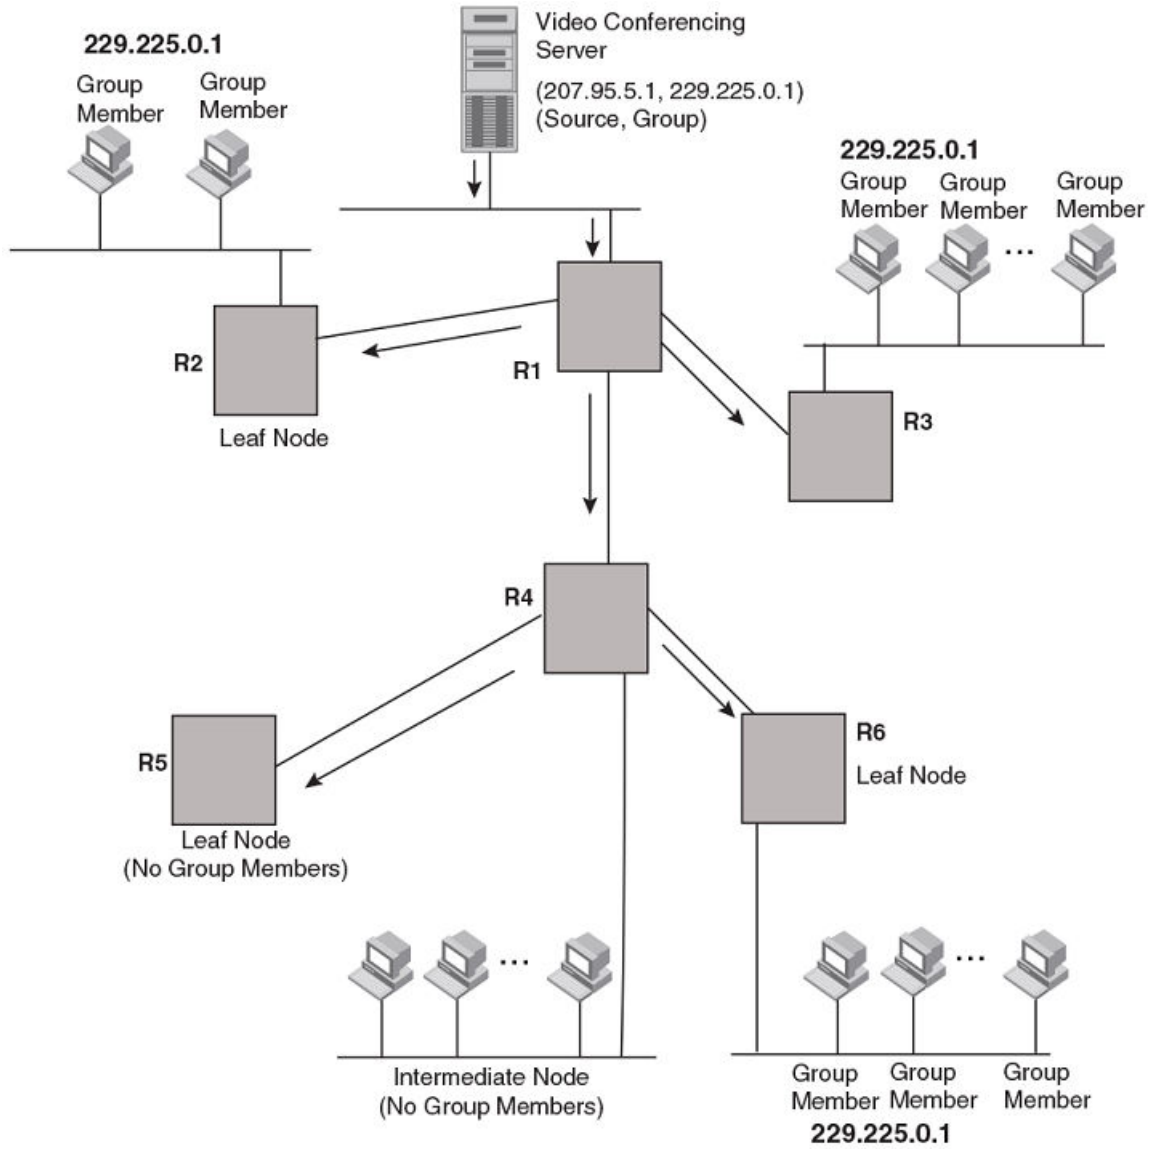 229.225.0.1
Group
Member
Group
Member
Video Conferencing
Server
(207.95.5.1, 229.225.0.1)
(Source, Group)
229.225.0.1
Group
Member
Group
Member
...
Group
Member
R2
Leaf Node
R1
R3
R4
R5
Leaf Node
(No Group Members)
R6
Leaf Node
...
Intermediate Node
(No Group Members)
...
Group
Member
Group
Member
Group
Member
229.225.0.1